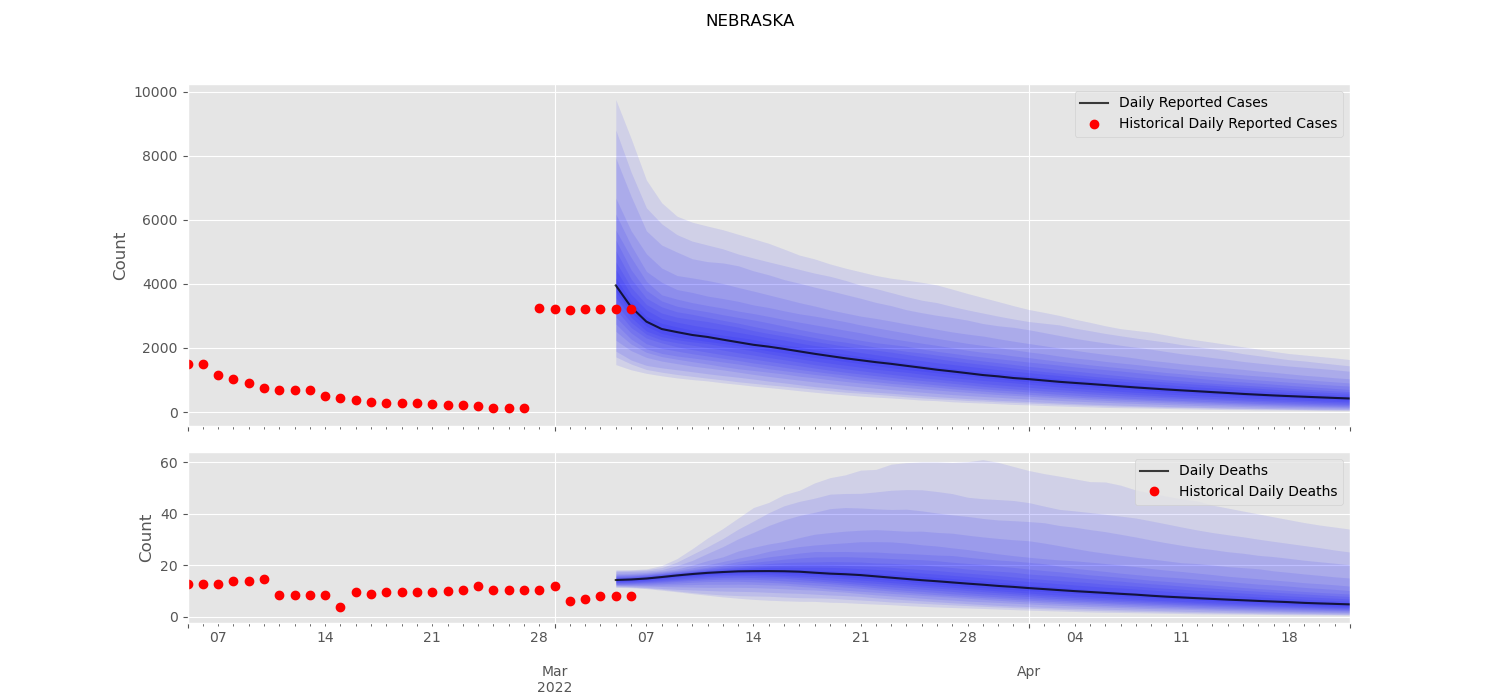 NEBRASKA
10000
8000
6000
4000
2000
0
Count
Daily Reported Cases
Historical Daily Reported Cases
60
40
20
0
Count
Daily Deaths
Historical Daily Deaths
07 14 21 28 07 14 21 28 04 11 18
Mar Apr
2022